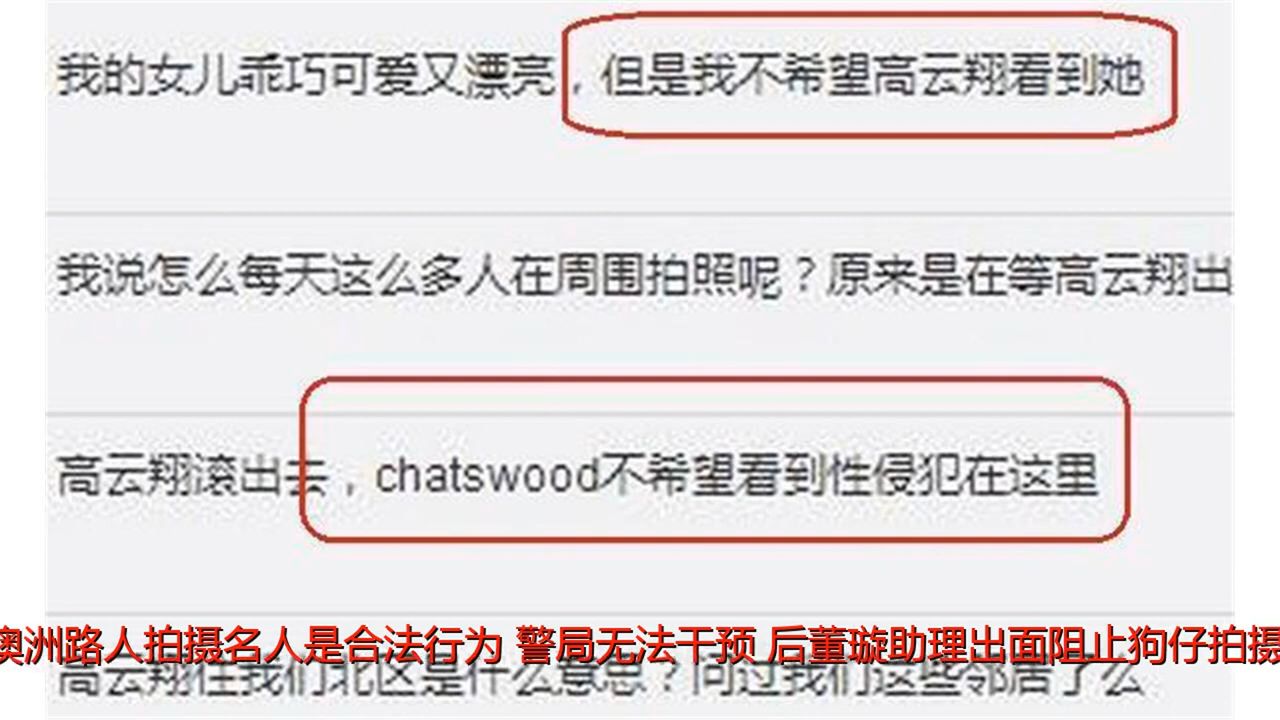 我的女儿乖巧可爱又漂亮，但是我不希望高云翔看到她
我说怎么每天这么多人在周围拍照呢？原来是在等高云翔出
高云翔滚出去，chatswood不希望看到性侵犯在这里
澳洲路人拍摄名人是合法行为 警局无法干预 后董璇助理出面阻止狗仔拍摄
高云翔住我们北区是什么意思？问过我们这些邻居了么